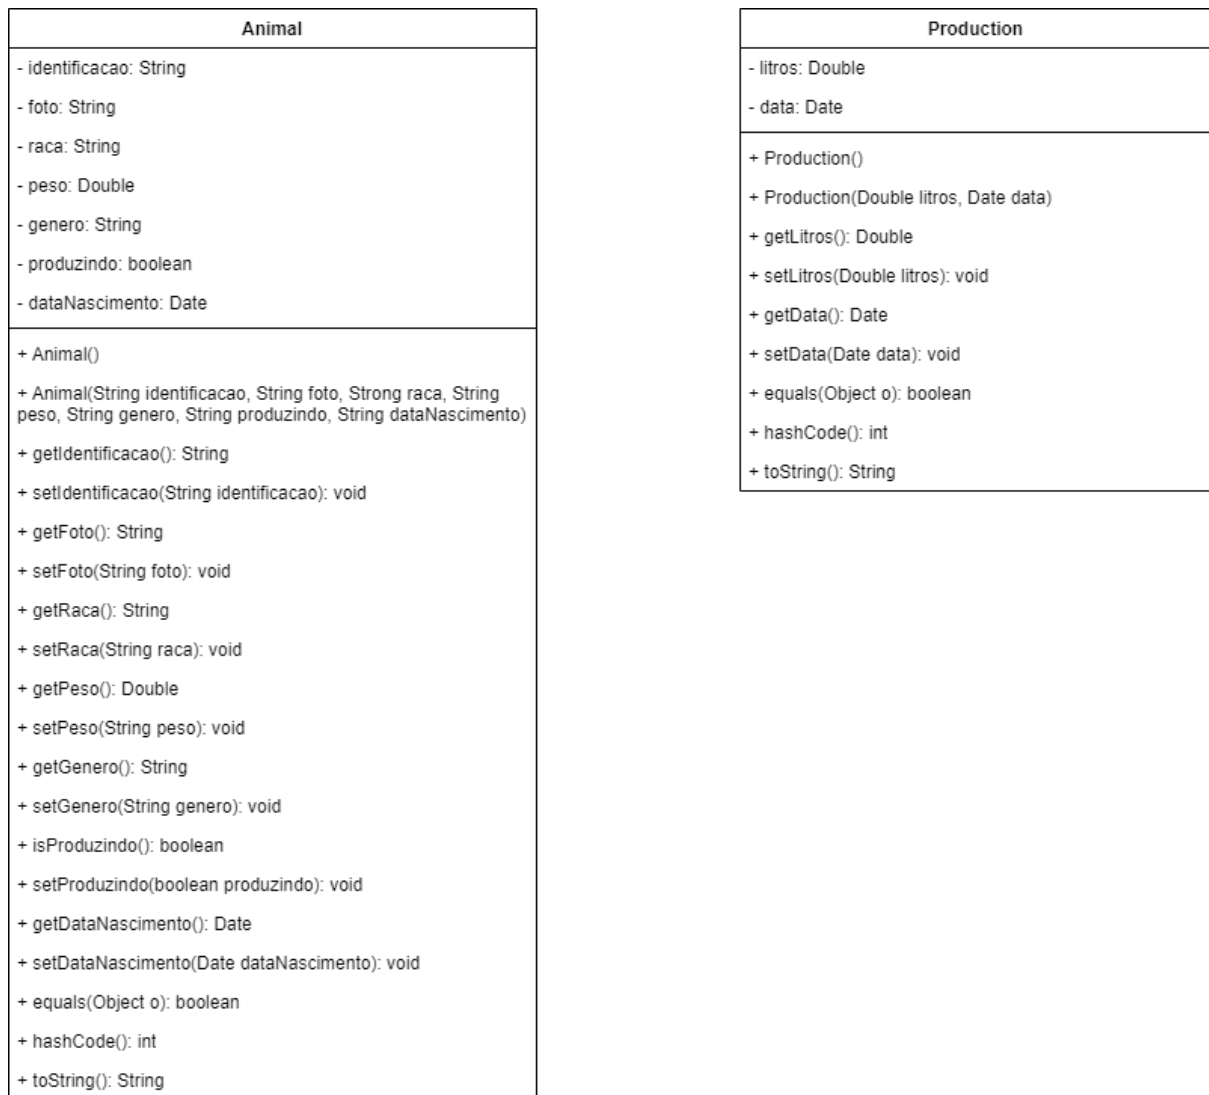 Animal
- identificacao: String
- foto: String
- raca: String
- peso: Double
- genero: String
- produzindo: boolean
- dataNascimento: Date
+ Animal()
+ Animal(String identificacao, String foto, Strong raca, String
peso, String genero, String produzindo, String dataNascimento)
+ getIdentificacao(): String
+ setIdentificacao(String identificacao): void
+ getFoto(): String
+ setFoto(String foto): void
+ getRaca(): String
+ setRaca(String raca): void
+ getPeso(): Double
+ setPeso(String peso): void
+ getGenero(): String
+ setGenero(String genero): void
+ isProduzindo(): boolean
+ setProduzindo(boolean produzindo): void
+ getDataNascimento(): Date
+ setDataNascimento(Date dataNascimento): void
+ equals(Object o): boolean
+ hashCode(): int
+ toString(): String
Production
- litros: Double
- data: Date
+ Production()
+ Production(Double litros, Date data)
+ getLitros(): Double
+ setLitros(Double litros): void
+ getData(): Date
+ setData(Date data): void
+ equals(Object o): boolean
+ hashCode(): int
+ toString(): String